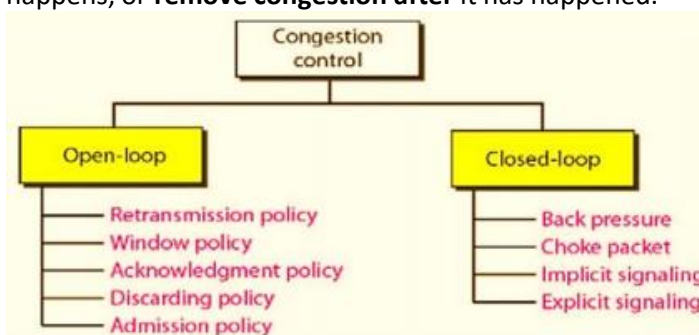 happens, or remove congestion after it has happened.
Congestion
control
Open-loop
Closed-loop
Retransmission policy
Window policy
Acknowledgment policy
Discarding policy
Admission policy
Back pressure
Choke packet
Implicit signaling
Explicit signaling